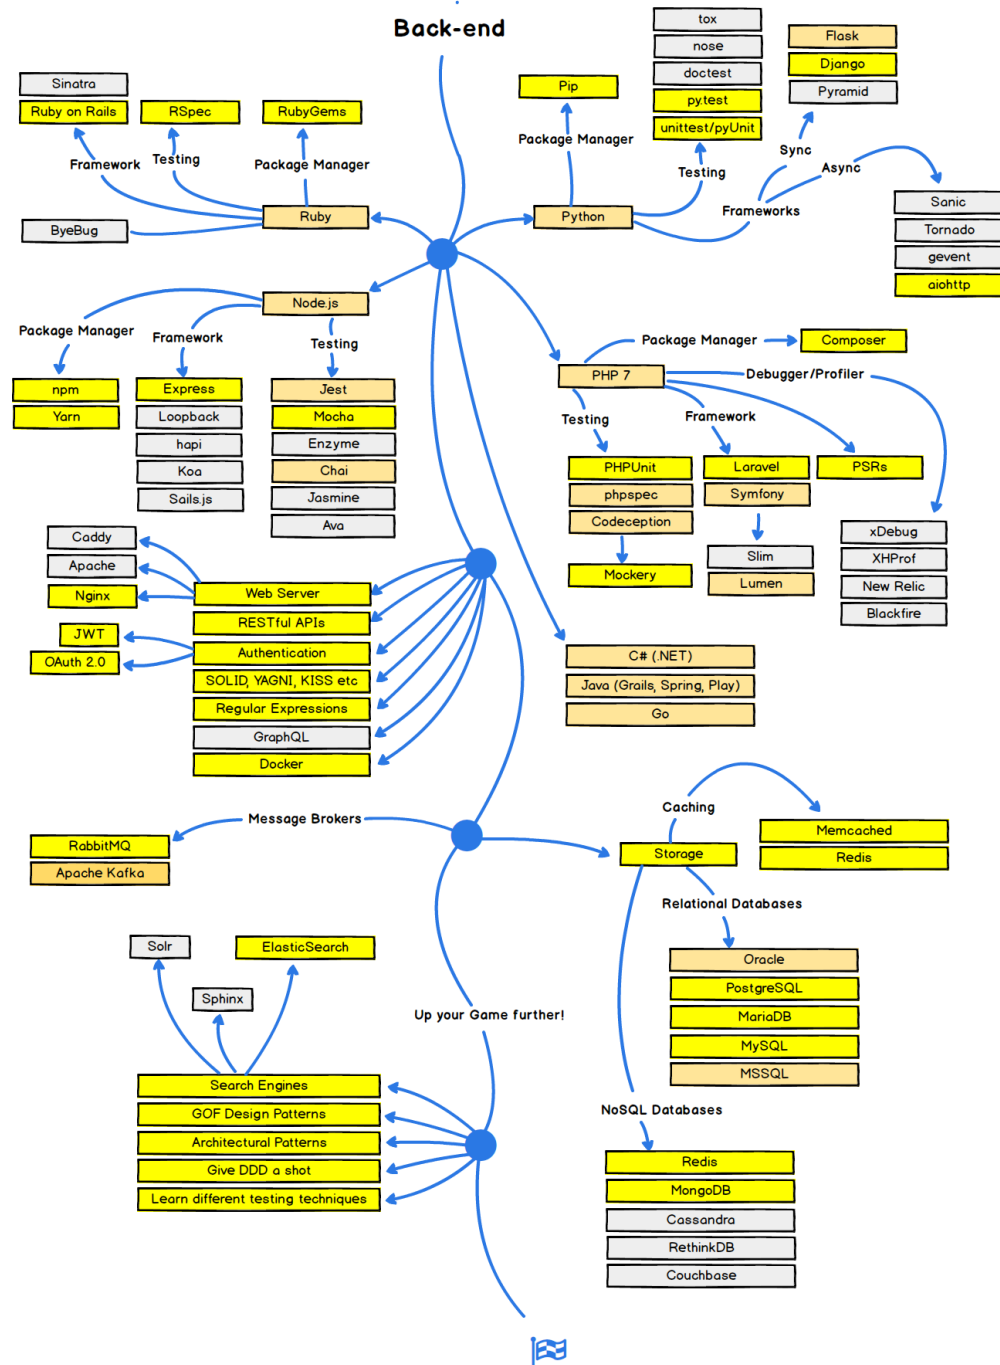 Back-end
Sinatra
Ruby on Rails
RSpec
RubyGems
Framework
Testing
Package Manager
ByeBug
Ruby
Pip
Package Manager
Python
tox
nose
doctest
py.test
unittest/pyUnit
Testing
Flask
Django
Pyramid
Sync
Async
Frameworks
Sanic
Tornado
gevent
aiohttp
Node.js
Package Manager
Framework
Testing
npm
Yarn
Express
Loopback
hapi
Koa
Sails.js
Jest
Mocha
Enzyme
Chai
Jasmine
Ava
PHP 7
Package Manager
Composer
Debugger/Profiler
Testing
Framework
PHPUnit
phpspec
Codeception
Mockery
Laravel
Symfony
Slim
Lumen
PSRs
xDebug
XHProf
New Relic
Blackfire
Caddy
Apache
Nginx
JWT
OAuth 2.0
Web Server
RESTful APIs
Authentication
SOLID, YAGNI, KISS etc
Regular Expressions
GraphQL
Docker
C# (.NET)
Java (Grails, Spring, Play)
Go
Message Brokers
RabbitMQ
Apache Kafka
Caching
Storage
Memcached
Redis
Relational Databases
Oracle
PostgreSQL
MariaDB
MySQL
MSSQL
NoSQL Databases
Redis
MongoDB
Cassandra
RethinkDB
Couchbase
Up your Game further!
Solr
Sphinx
ElasticSearch
Search Engines
GOF Design Patterns
Architectural Patterns
Give DDD a shot
Learn different testing techniques